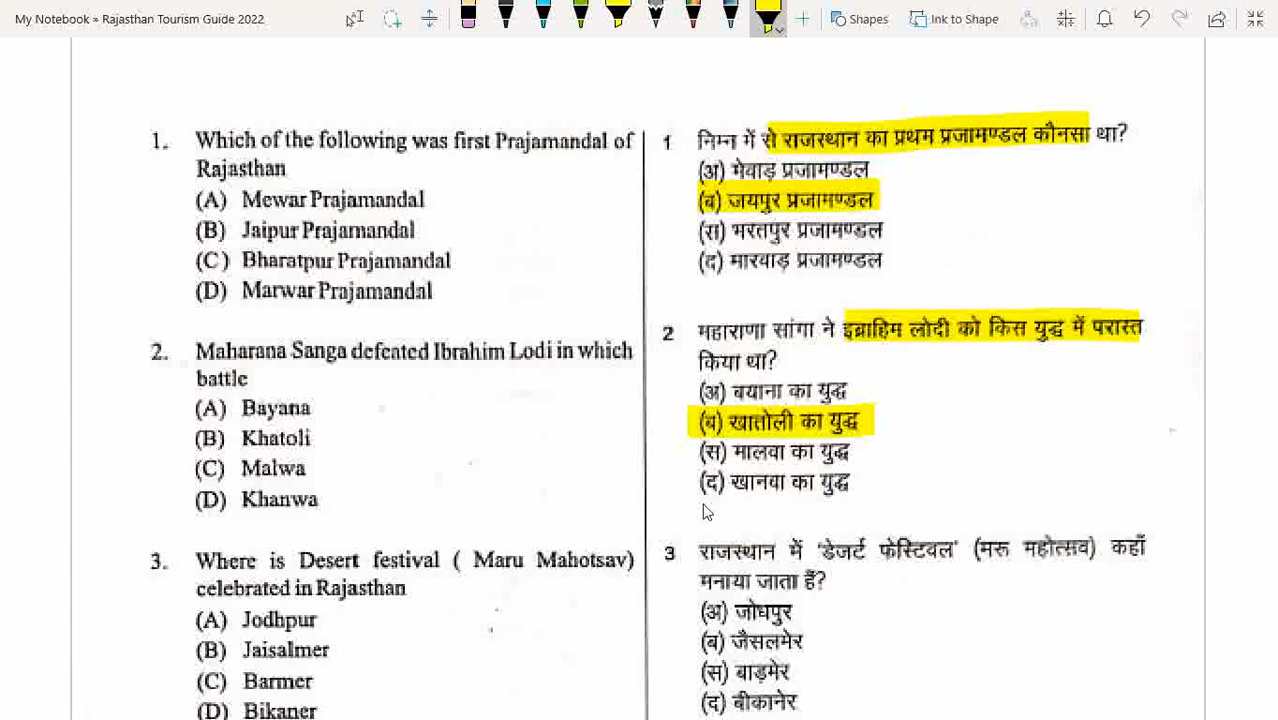 My Notebook » Rajasthan Tourism Guide 2022
Shapes
Ink to Shape
1. Which of the following was first Prajamandal of
Rajasthan
(A) Mewar Prajamandal
(B) Jaipur Prajamandal
(C) Bharatpur Prajamandal
(D) Marwar Prajamandal
2. Maharana Sanga defeated Ibrahim Lodi in which
battle
(A) Bayana
(B) Khatoli
(C) Malwa
(D) Khanwa
3. Where is Desert festival ( Maru Mahotsav)
celebrated in Rajasthan
(A) Jodhpur
(B) Jaisalmer
(C) Barmer
(D) Bikaner
1 निम्न में से राजस्थान का प्रथम प्रजामण्डल कौनसा था?
(अ) मेवाड़ प्रजामण्डल
(ब) जयपुर प्रजामण्डल
(स) भरतपुर प्रजामण्डल
(द) मारवाड़ प्रजामण्डल
2 महाराणा सांगा ने इब्राहिम लोदी को किस युद्ध में परास्त
किया था?
(अ) बयाना का युद्ध
(ब) खातोली का युद्ध
(स) मालवा का युद्ध
(द) खानवा का युद्ध
3 राजस्थान में 'डेजर्ट फेस्टिवल' (मरू महोत्सव) कहाँ
मनाया जाता हैं?
(अ) जोधपुर
(ब) जैसलमेर
(स) बाड़मेर
(द) बीकानेर